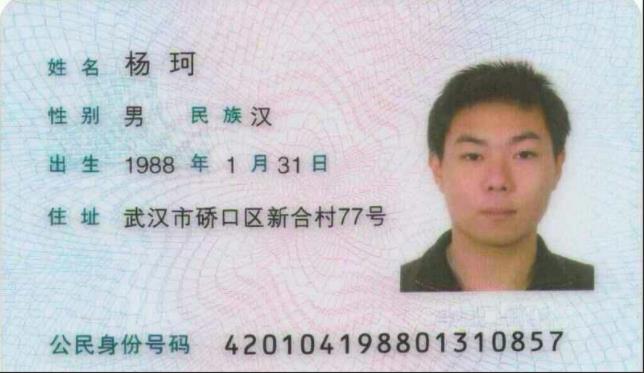 姓名 杨珂
性别 男 民族 汉
出生 1988 年 1 月 31 日
住址 武汉市硚口区新合村77号
公民身份号码 420104198801310857